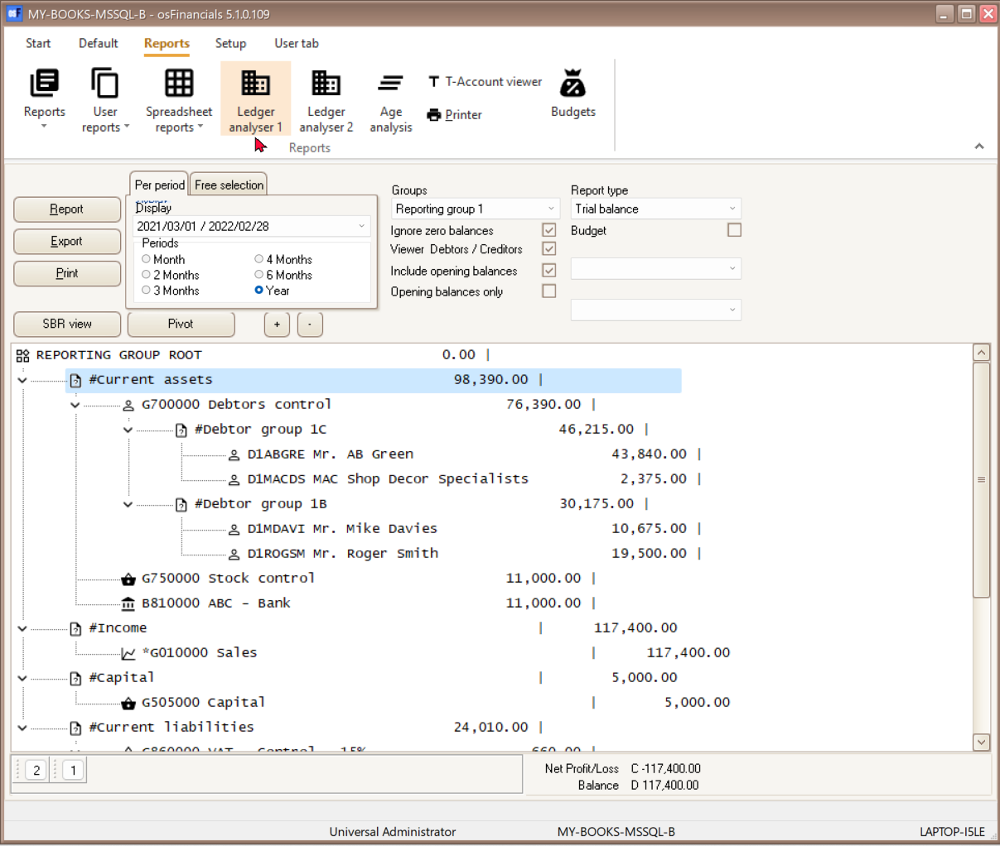 MY-BOOKS-MSSQL-B - osFinancials 5.1.0.109
Start Default Reports Setup User tab
Reports
User reports
Spreadsheet reports
Ledger analyser 1
Ledger analyser 2
Age analysis
T-Account viewer
Printer
Budgets
Reports
Per period Free selection
Report
Export
Print
Display
2021/03/01 / 2022/02/28
Periods
Month 4 Months
2 Months 6 Months
3 Months Year
Groups
Reporting group 1
Ignore zero balances
Viewer Debtors / Creditors
Include opening balances
Opening balances only
Report type
Trial balance
Budget
SBR view Pivot + -
REPORTING GROUP ROOT 0.00 |
#Current assets 98,390.00 |
G700000 Debtors control 76,390.00 |
#Debtor group 1C 46,215.00 |
D1ABGRE Mr. AB Green 43,840.00 |
D1MACDS MAC Shop Decor Specialists 2,375.00 |
#Debtor group 1B 30,175.00 |
D1MDAVI Mr. Mike Davies 10,675.00 |
D1ROGSM Mr. Roger Smith 19,500.00 |
G750000 Stock control 11,000.00 |
B810000 ABC - Bank 11,000.00 |
#Income | 117,400.00
*G010000 Sales | 117,400.00
#Capital | 5,000.00
G505000 Capital | 5,000.00
#Current liabilities 24,010.00 |
G860000 VAT - Control - 15% 660.00 |
2 1
Net Profit/Loss C -117,400.00
Balance D 117,400.00
Universal Administrator MY-BOOKS-MSSQL-B LAPTOP-I5LE